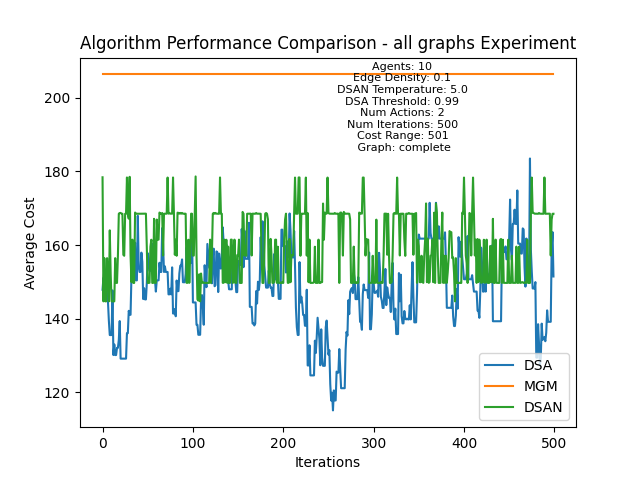 Algorithm Performance Comparison - all graphs Experiment
Agents: 10
Edge Density: 0.1
DSAN Temperature: 5.0
DSA Threshold: 0.99
Num Actions: 2
Num Iterations: 500
Cost Range: 501
Graph: complete
Average Cost
200
180
160
140
120
0
100
200
300
400
500
Iterations
DSA
MGM
DSAN